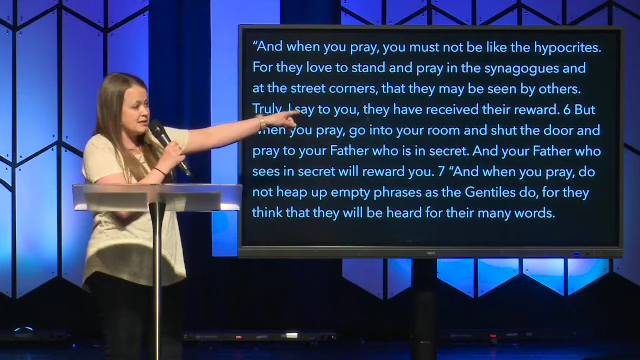 “And when you pray, you must not be like the hypocrites.
For they love to stand and pray in the synagogues and
at the street corners, that they may be seen by others.
Truly, I say to you, they have received their reward. 6 But
when you pray, go into your room and shut the door and
pray to your Father who is in secret. And your Father who
sees in secret will reward you. 7 “And when you pray, do
not heap up empty phrases as the Gentiles do, for they
think that they will be heard for their many words.